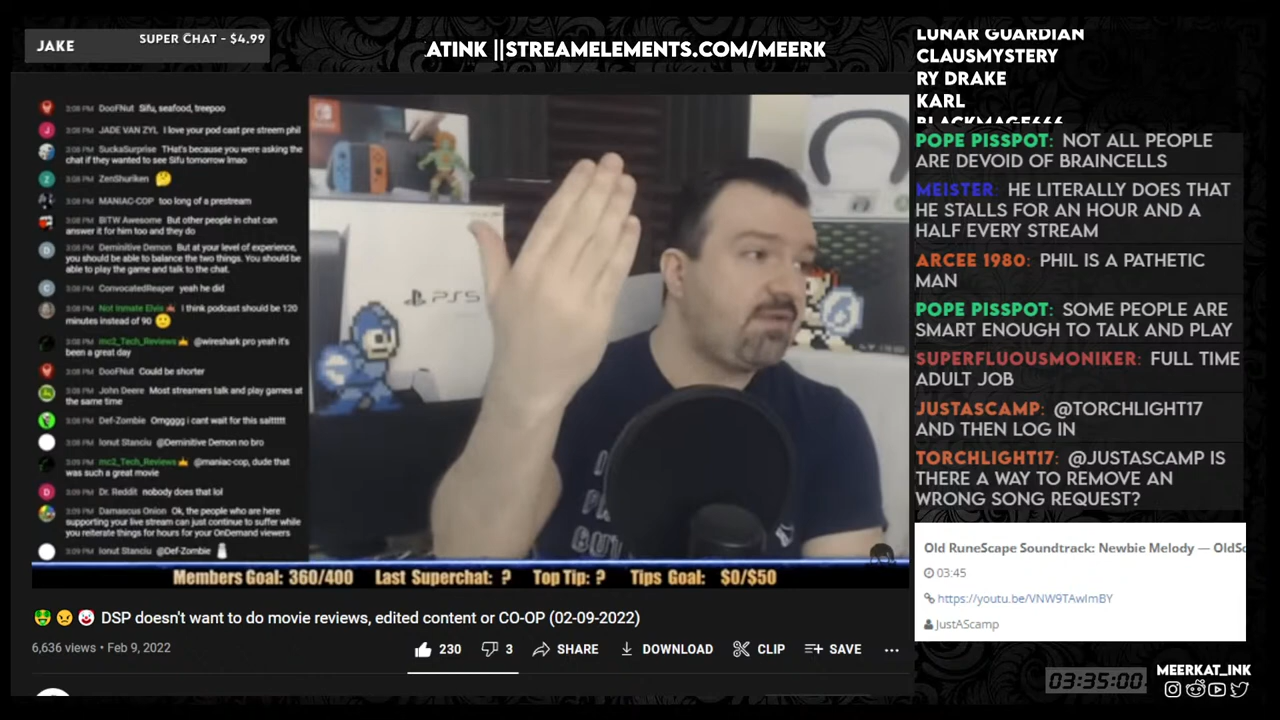 JAKE
SUPER CHAT - $4.99
ATINK ||STREAMELEMENTS.COM/MEERK
LUNAR GUARDIAN
CLAUSMYSTERY
RY DRAKE
KARL
BLACKMAGE666
3:08 PM DooFNut Sifu, seafood, treepoo
3:08 PM JADE VAN ZYL I love your pod cast pre streem phil
3:08 PM SuckaSurprise THat's because you were asking the
chat if they wanted to see Sifu tomorrow lmao
3:08 PM ZenShuriken
3:08 PM MANIAC-COP too long of a prestream
3:08 PM BITW Awesome But other people in chat can
answer it for him too and they do
3:08 PM Deminitive Demon But at your level of experience,
you should be able to balance the two things. You should be
able to play the game and talk to the chat.
3:08 PM ConvocatedReaper yeah he did
3:08 PM Not Inmate Elvis I think podcast should be 120
minutes instead of 90
3:08 PM mc2_Tech_Reviews @wireshark pro yeah it's
been a great day
3:08 PM DooFNut Could be shorter
3:08 PM John Deere Most streamers talk and play games at
the same time
3:08 PM Def-Zombie Omgggg i cant wait for this salttttt
3:08 PM Ionut Stanciu @Deminitive Demon no bro
3:09 PM mc2_Tech_Reviews @maniac-cop, dude that
was such a great movie
3:09 PM Dr. Reddit nobody does that lol
3:09 PM Damascus Onion Ok, the people who are here
supporting your live stream can just continue to suffer while
you reiterate things for hours for your OnDemand viewers
3:09 PM Ionut Stanciu @Def-Zombie
PS5
Members Goal: 360/400 Last Superchat: ? Top Tip: ? Tips Goal: $0/$50
DSP doesn't want to do movie reviews, edited content or CO-OP (02-09-2022)
6,636 views • Feb 9, 2022
230 3 SHARE DOWNLOAD CLIP SAVE ...
POPE PISSPOT: NOT ALL PEOPLE
ARE DEVOID OF BRAINCELLS
MEISTER: HE LITERALLY DOES THAT
HE STALLS FOR AN HOUR AND A
HALF EVERY STREAM
ARCEE 1980: PHIL IS A PATHETIC
MAN
POPE PISSPOT: SOME PEOPLE ARE
SMART ENOUGH TO TALK AND PLAY
SUPERFLUOUSMONIKER: FULL TIME
ADULT JOB
JUSTASCAMP: @TORCHLIGHT17
AND THEN LOG IN
TORCHLIGHT17: @JUSTASCAMP IS
THERE A WAY TO REMOVE AN
WRONG SONG REQUEST?
Old RuneScape Soundtrack: Newbie Melody — OldSc
03:45
https://youtu.be/VNW9TAwImBY
JustAScamp
03:35:00
MEERKAT_INK